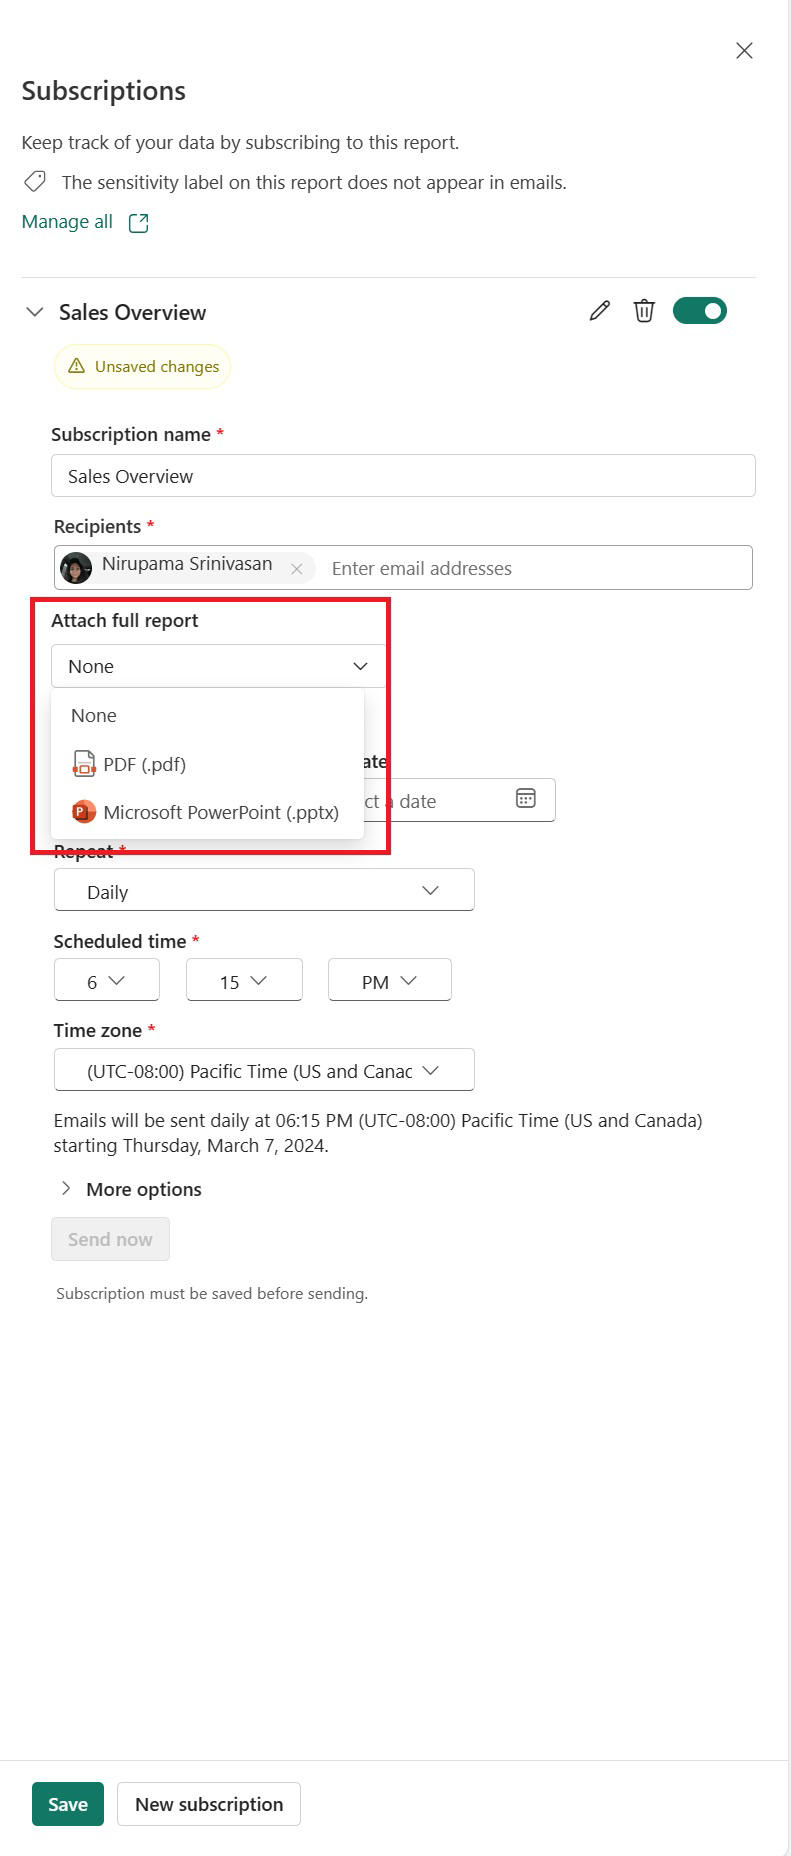 Subscriptions
Keep track of your data by subscribing to this report.
The sensitivity label on this report does not appear in emails.
Manage all
Sales Overview
Unsaved changes
Subscription name *
Sales Overview
Recipients *
Nirupama Srinivasan Enter email addresses
Attach full report
None
None
PDF (.pdf)
Microsoft PowerPoint (.pptx)
a date
Repeat *
Daily
Scheduled time *
6 15 PM
Time zone *
(UTC-08:00) Pacific Time (US and Canac
Emails will be sent daily at 06:15 PM (UTC-08:00) Pacific Time (US and Canada)
starting Thursday, March 7, 2024.
More options
Send now
Subscription must be saved before sending.
Save New subscription